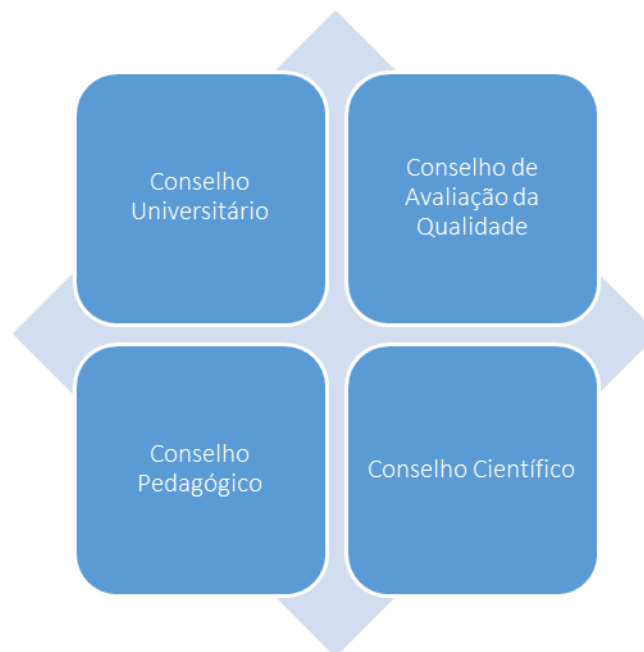 Conselho
Universitário
Conselho de
Avaliação da
Qualidade
Conselho
Pedagógico
Conselho Científico